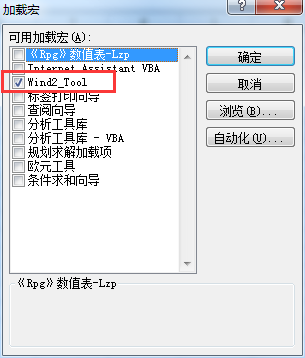 加载宏
可用加载宏(A):
《Rpg》数值表-Lzp
Internet Assistant VBA
Wind2_Tool
标签打印向导
查阅向导
分析工具库
分析工具库 - VBA
规划求解加载项
欧元工具
条件求和向导
确定
取消
浏览(B)...
自动化(U)...
《Rpg》数值表-Lzp